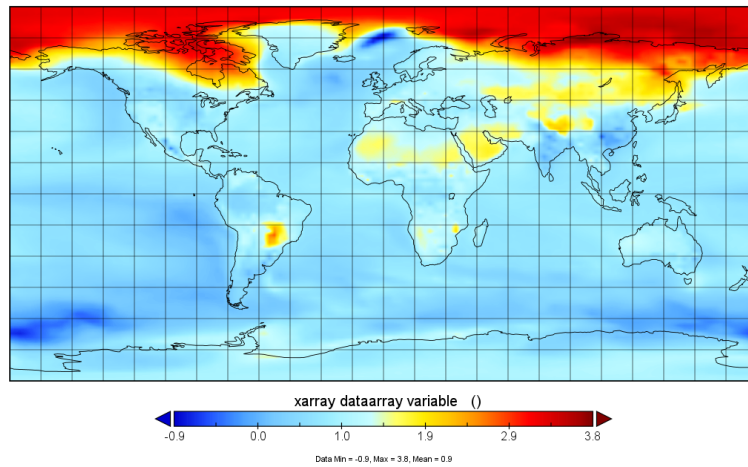 xarray dataarray variable ()
-0.9 0.0 1.0 1.9 2.9 3.8
Data Min = -0.9, Max = 3.8, Mean = 0.9